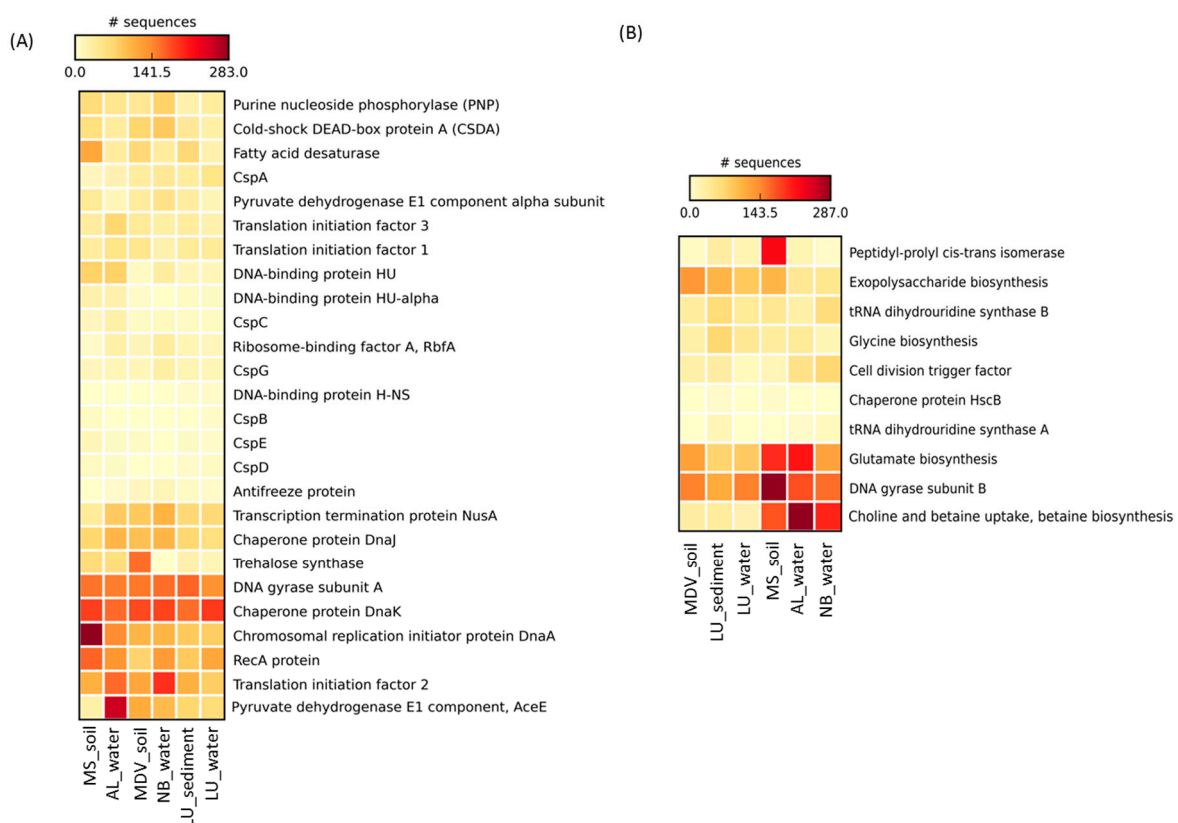 (A)
# sequences
0.0 141.5 283.0
Purine nucleoside phosphorylase (PNP)
Cold-shock DEAD-box protein A (CSDA)
Fatty acid desaturase
CspA
Pyruvate dehydrogenase E1 component alpha subunit
Translation initiation factor 3
Translation initiation factor 1
DNA-binding protein HU
DNA-binding protein HU-alpha
CspC
Ribosome-binding factor A, RbfA
CspG
DNA-binding protein H-NS
CspB
CspE
CspD
Antifreeze protein
Transcription termination protein NusA
Chaperone protein DnaJ
Trehalose synthase
DNA gyrase subunit A
Chaperone protein DnaK
Chromosomal replication initiator protein DnaA
RecA protein
Translation initiation factor 2
Pyruvate dehydrogenase E1 component, AceE
MS_soil
AL_water
MDV_soil
NB_water
LU_sediment
LU_water
(B)
# sequences
0.0 143.5 287.0
Peptidyl-prolyl cis-trans isomerase
Exopolysaccharide biosynthesis
tRNA dihydrouridine synthase B
Glycine biosynthesis
Cell division trigger factor
Chaperone protein HscB
tRNA dihydrouridine synthase A
Glutamate biosynthesis
DNA gyrase subunit B
Choline and betaine uptake, betaine biosynthesis
MDV_soil
LU_sediment
LU_water
MS_soil
AL_water
NB_water